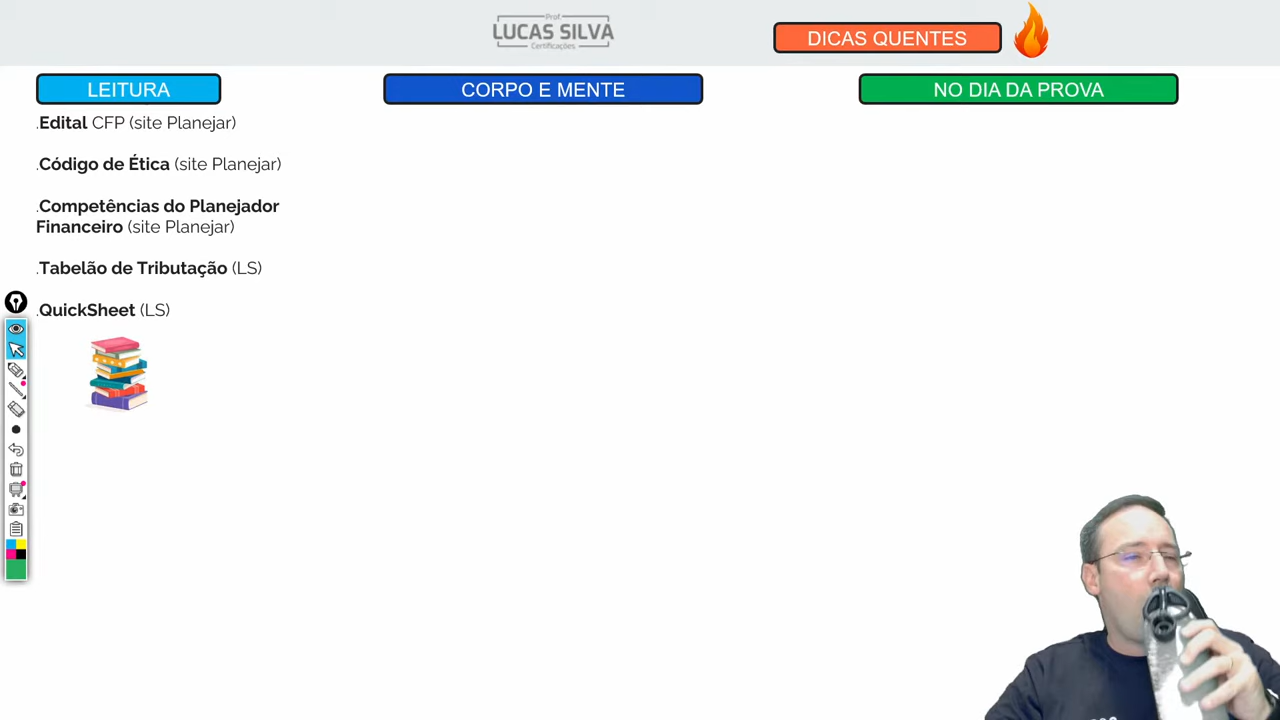 Prof.
LUCAS SILVA
Certificações
DICAS QUENTES
LEITURA
CORPO E MENTE
NO DIA DA PROVA
.Edital CFP (site Planejar)
.Código de Ética (site Planejar)
.Competências do Planejador
Financeiro (site Planejar)
.Tabelão de Tributação (LS)
.QuickSheet (LS)